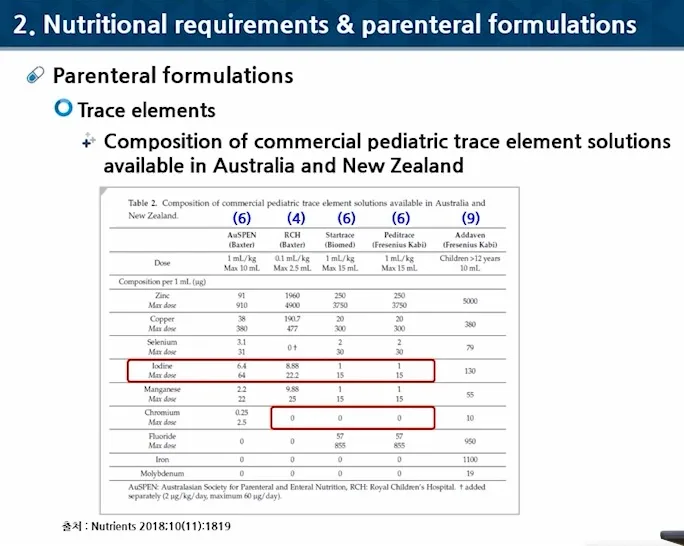 2. Nutritional requirements & parenteral formulations
Parenteral formulations
Trace elements
Composition of commercial pediatric trace element solutions
available in Australia and New Zealand
Table 2. Composition of commercial pediatric trace element solutions available in Australia and
New Zealand.
(6) (4) (6) (6) (9)
AuSPEN RCH Startrace Peditrace Addaven
(Baxter) (Baxter) (Biomed) (Fresenius Kabi) (Fresenius Kabi)
Dose
1 mL/kg 0.1 mL/kg 1 mL/kg 1 mL/kg Children >12 years
Max 10 mL Max 2.5 mL Max 15 mL Max 15 mL 10 mL
Composition per 1 mL (µg)
Zinc 91 1960 250 250 5000
Max dose 910 4900 3750 3750
Copper 38 190.7 20 20 380
Max dose 380 477 300 300
Selenium 3.1 0† 2 2 79
Max dose 31 30 30
Iodine 6.4 8.88 1 1 130
Max dose 64 22.2 15 15
Manganese 2.2 9.88 1 1 55
Max dose 22 25 15 15
Chromium 0.25 0 0 0 10
Max dose 2.5
Fluoride 0 0 57 57 950
Max dose 855 855
Iron 0 0 0 0 1100
Molybdenum 0 0 0 0 19
AuSPEN: Australasian Society for Parenteral and Enteral Nutrition, RCH: Royal Children's Hospital. † added
separately (2 µg/kg/day, maximum 60 µg/day).
출처 : Nutrients 2018;10(11):1819